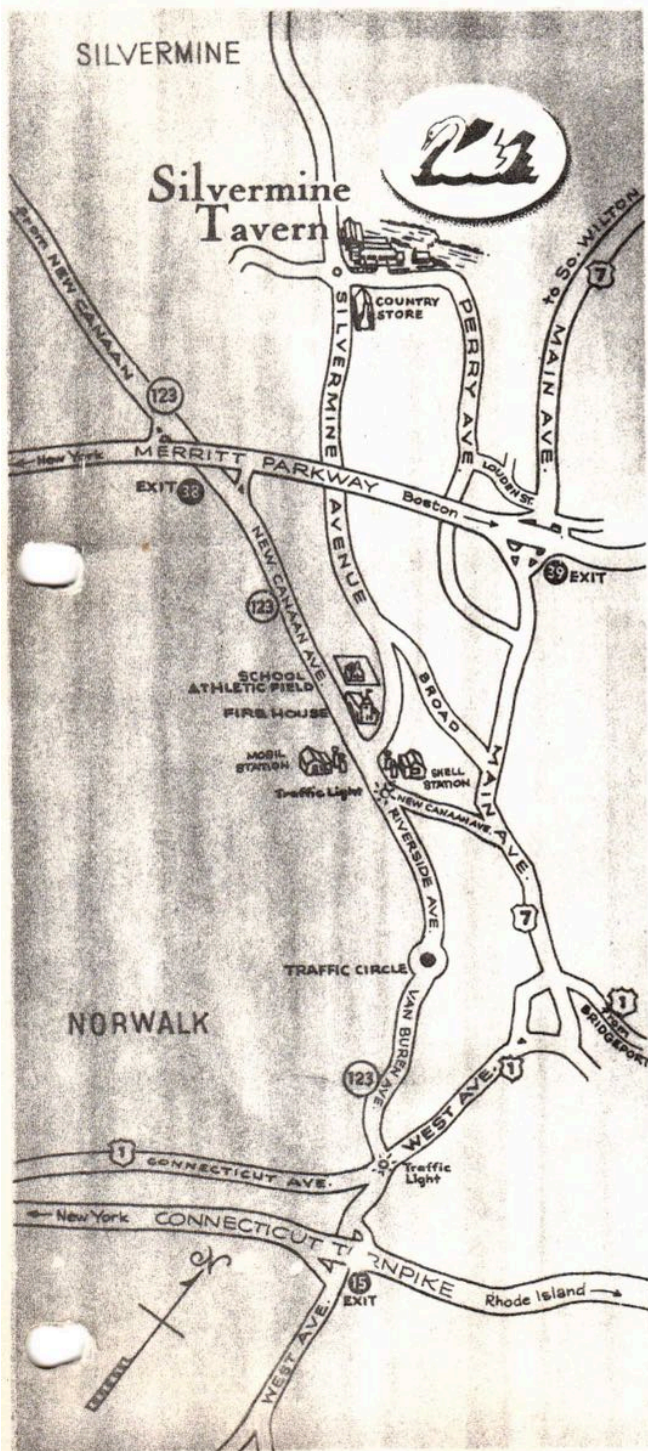 SILVERMINE
Silvermine
Tavern
from NEW CANAAN
to So. WILTON
7
MAIN AVE.
COUNTRY
STORE
SILVERMINE AVENUE
PERRY AVE.
123
New York
MERRITT PARKWAY
Boston
LOUDEN ST.
EXIT 38
39 EXIT
NEW CANAAN AVE.
123
SCHOOL
ATHLETIC FIELD
FIRE HOUSE
BROAD
MOBIL
STATION
SHELL
STATION
Traffic Light
NEW CANAAN AVE.
MAIN AVE.
RIVERSIDE AVE.
7
TRAFFIC CIRCLE
1
from
BRIDGEPORT
NORWALK
VAN BUREN AVE.
123
WEST AVE.
1
1
CONNECTICUT AVE.
Traffic
Light
New York
CONNECTICUT TURNPIKE
15
EXIT
Rhode Island
N
WEST AVE.